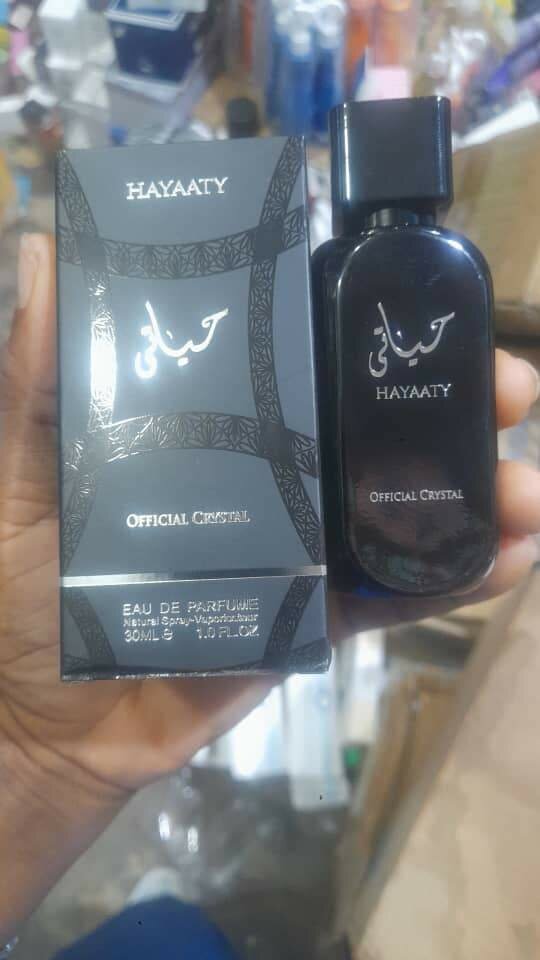 HAYAATY
حياتي
OFFICIAL CRYSTAL
EAU DE PARFUME
Natural Spray-Vaporisateur
30ML e 1.0 FL.OZ
حياتي
HAYAATY
OFFICIAL CRYSTAL